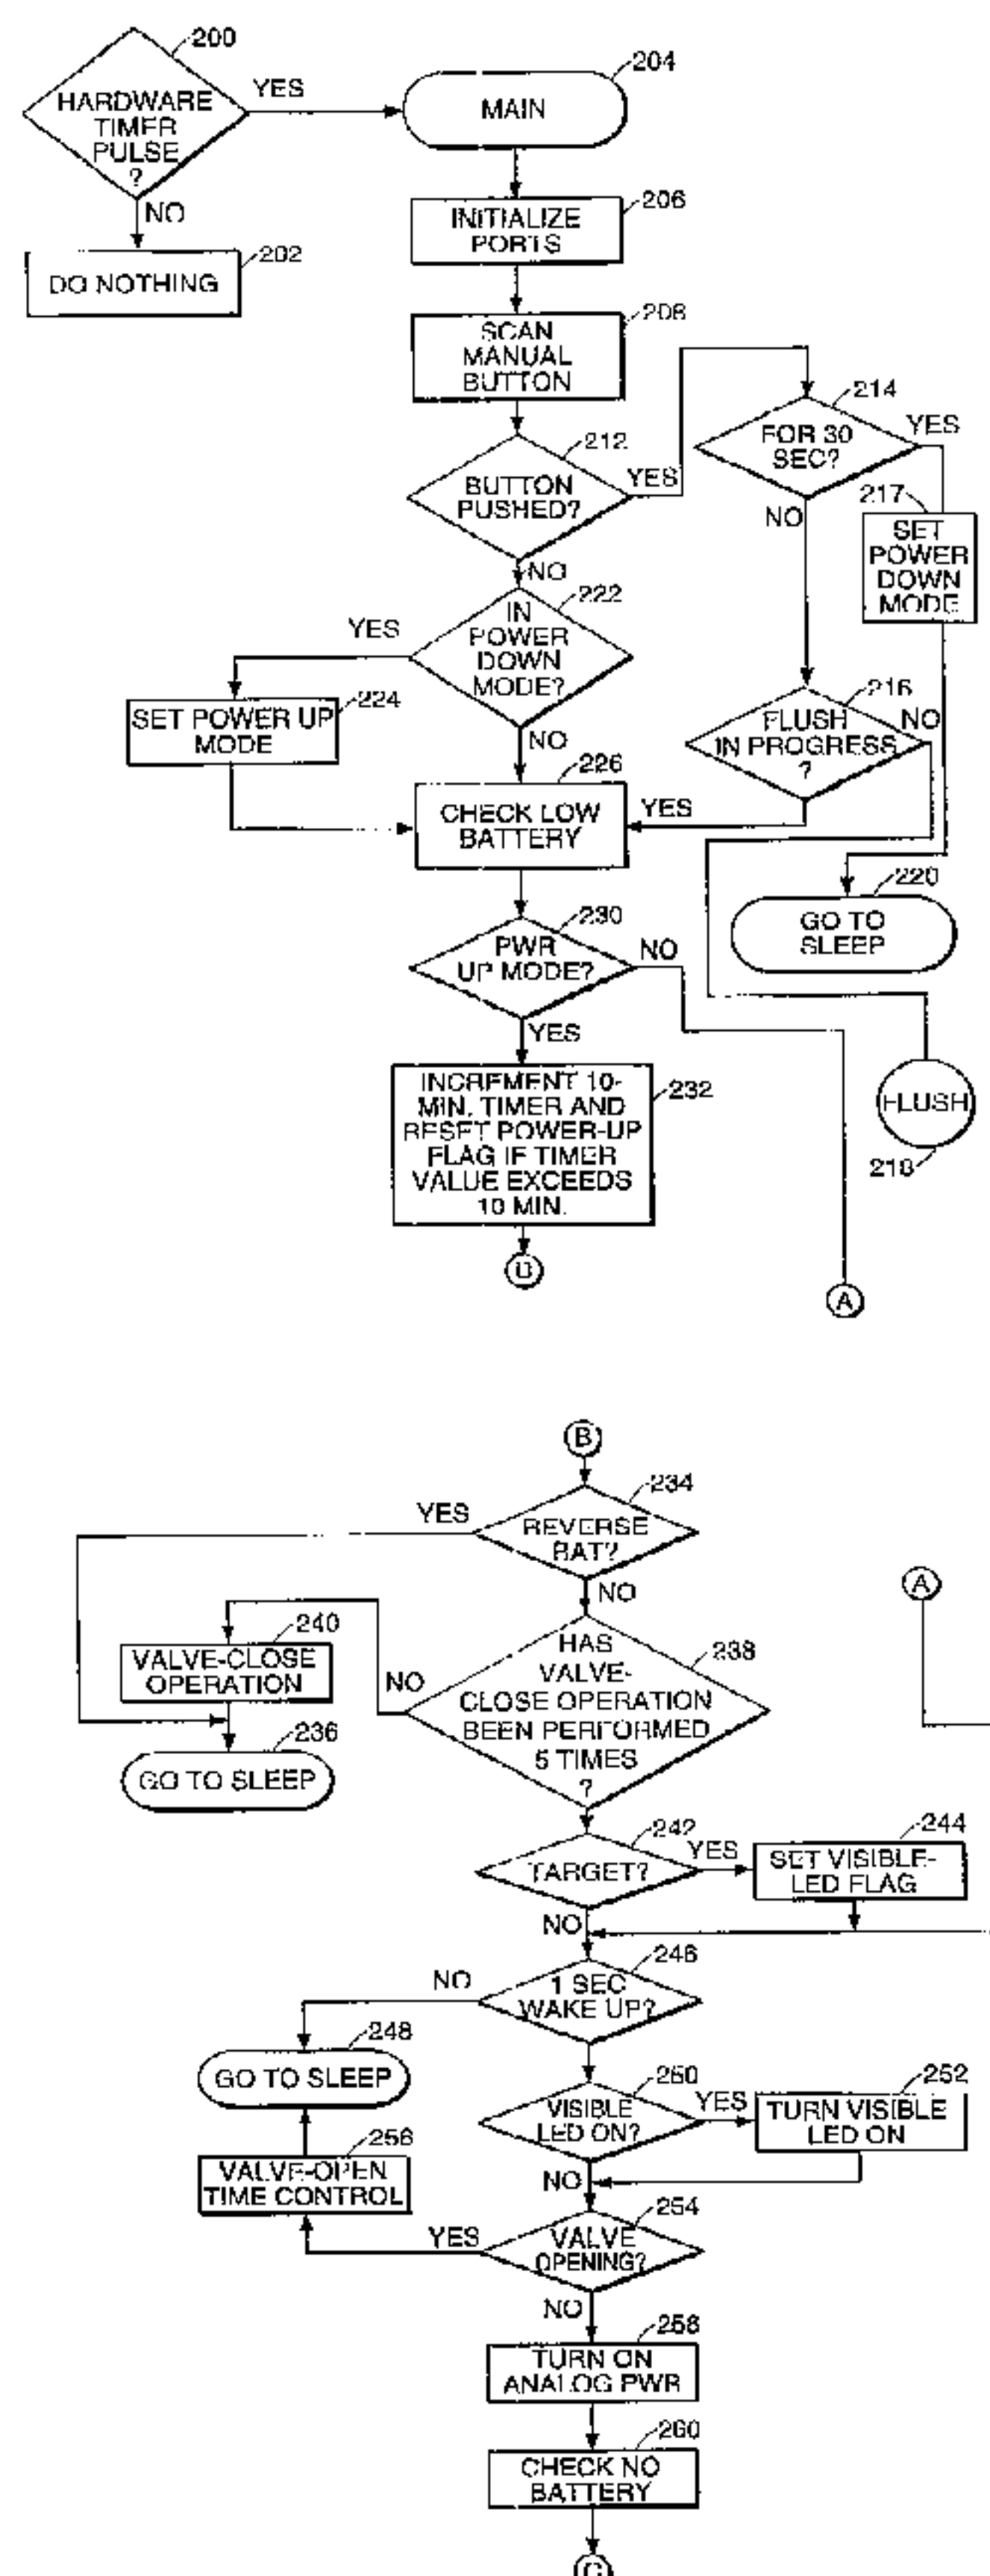 200
HARDWARE
TIMER
PULSE
?
YES
NO
202
DO NOTHING
204
MAIN
206
INITIALIZE
PORTS
208
SCAN
MANUAL
BUTTON
212
BUTTON
PUSHED?
YES
NO
214
FOR 30
SEC?
YES
NO
217
SET
POWER
DOWN
MODE
222
IN
POWER
DOWN
MODE?
YES
NO
224
SET POWER UP
MODE
216
FLUSH
IN PROGRESS
?
NO
YES
226
CHECK LOW
BATTERY
220
GO TO
SLEEP
230
PWR
UP MODE?
NO
YES
232
INCREMENT 10-
MIN. TIMER AND
RESET POWER-UP
FLAG IF TIMER
VALUE EXCEEDS
10 MIN.
FLUSH
218
B
A
B
234
REVERSE
BAT?
YES
NO
A
240
VALVE-CLOSE
OPERATION
238
HAS
VALVE-
CLOSE OPERATION
BEEN PERFORMED
5 TIMES
?
NO
236
GO TO SLEEP
242
TARGET?
YES
NO
244
SET VISIBLE-
LED FLAG
246
1 SEC
WAKE UP?
NO
248
GO TO SLEEP
250
VISIBLE
LED ON?
YES
NO
252
TURN VISIBLE
LED ON
256
VALVE-OPEN
TIME CONTROL
254
VALVE
OPENING?
YES
NO
258
TURN ON
ANALOG PWR
260
CHECK NO
BATTERY
C